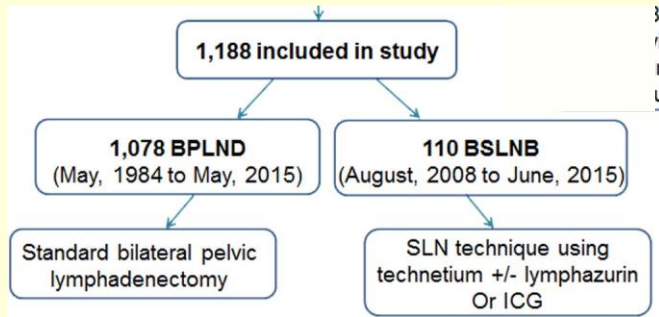 1,188 included in study
1,078 BPLND
(May, 1984 to May, 2015)
110 BSLNB
(August, 2008 to June, 2015)
Standard bilateral pelvic
lymphadenectomy
SLN technique using
technetium +/- lymphazurin
Or ICG